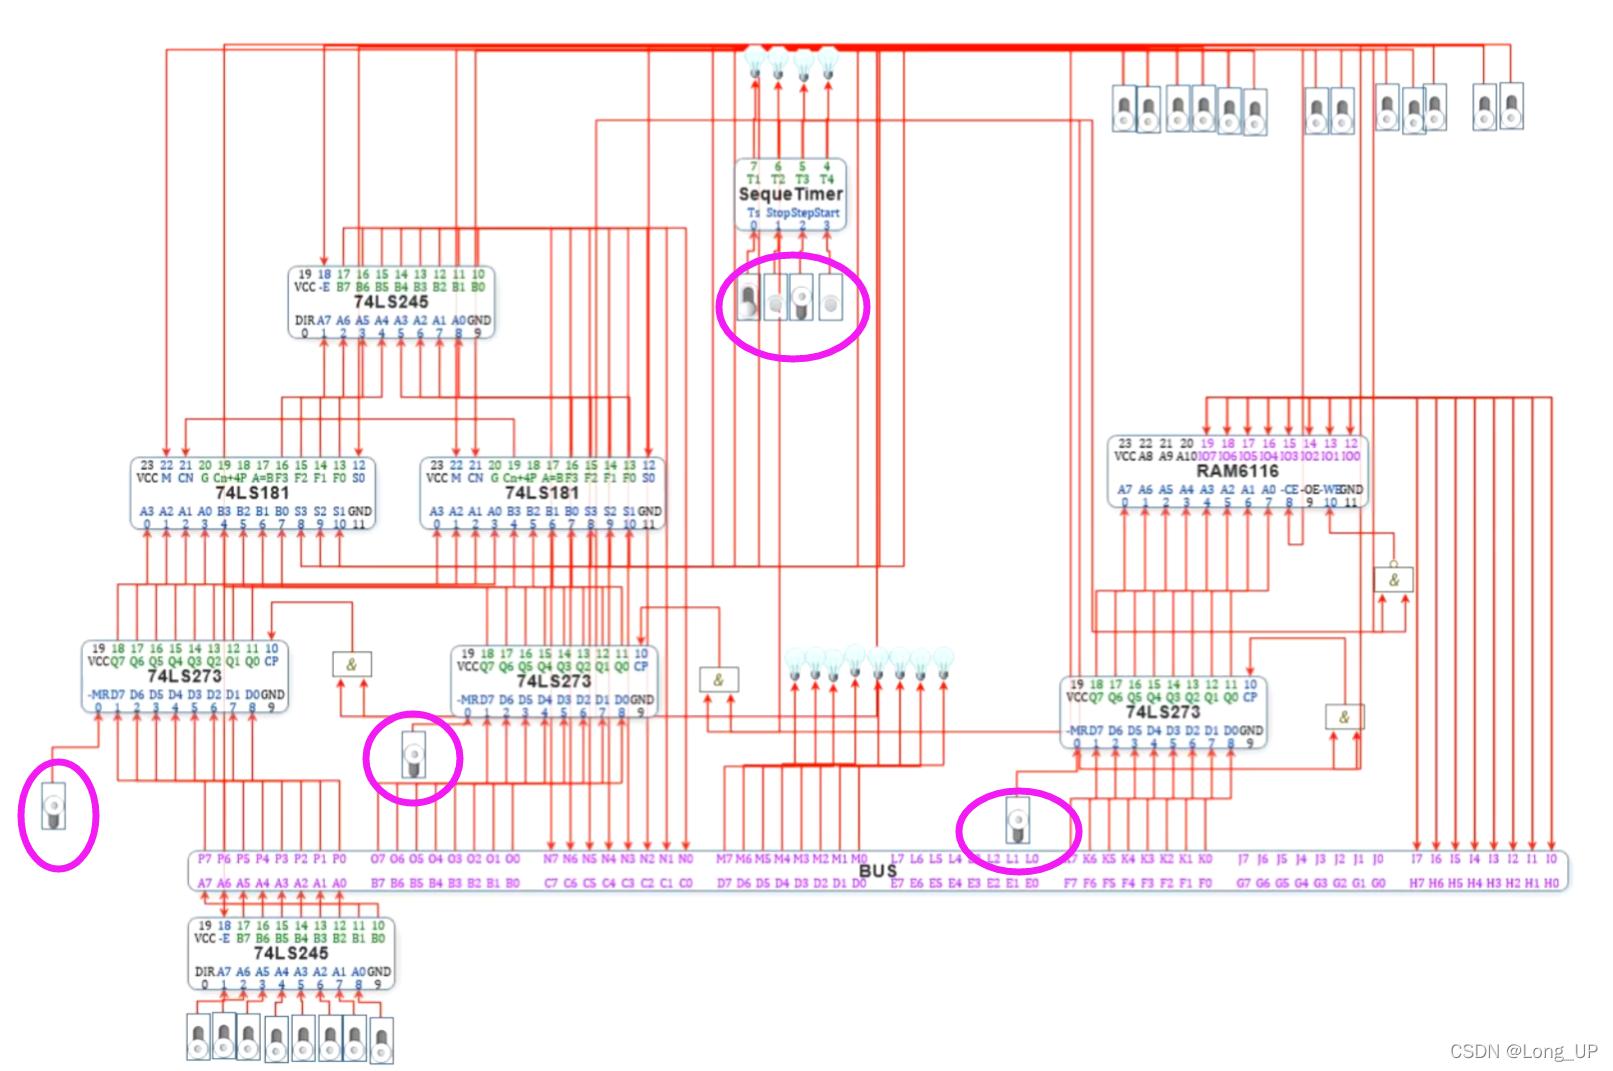 7 6 5 4
T1 T2 T3 T4
SequeTimer
Ts Stop Step Start
0 1 2 3
19 18 17 16 15 14 13 12 11 10
VCC -E B7 B6 B5 B4 B3 B2 B1 B0
74LS245
DIR A7 A6 A5 A4 A3 A2 A1 A0 GND
0 1 2 3 4 5 6 7 8 9
23 22 21 20 19 18 17 16 15 14 13 12
VCC M CN G Cn+4 P A=B F3 F2 F1 F0 S0
74LS181
A3 A2 A1 A0 B3 B2 B1 B0 S3 S2 S1 GND
0 1 2 3 4 5 6 7 8 9 10 11
23 22 21 20 19 18 17 16 15 14 13 12
VCC M CN G Cn+4 P A=B F3 F2 F1 F0 S0
74LS181
A3 A2 A1 A0 B3 B2 B1 B0 S3 S2 S1 GND
0 1 2 3 4 5 6 7 8 9 10 11
23 22 21 20 19 18 17 16 15 14 13 12
VCC A8 A9 A10 IO7 IO6 IO5 IO4 IO3 IO2 IO1 IO0
RAM6116
A7 A6 A5 A4 A3 A2 A1 A0 -CE -OE -WE GND
0 1 2 3 4 5 6 7 8 9 10 11
&
19 18 17 16 15 14 13 12 11 10
VCC Q7 Q6 Q5 Q4 Q3 Q2 Q1 Q0 CP
74LS273
-MR D7 D6 D5 D4 D3 D2 D1 D0 GND
0 1 2 3 4 5 6 7 8 9
&
19 18 17 16 15 14 13 12 11 10
VCC Q7 Q6 Q5 Q4 Q3 Q2 Q1 Q0 CP
74LS273
-MR D7 D6 D5 D4 D3 D2 D1 D0 GND
0 1 2 3 4 5 6 7 8 9
&
19 18 17 16 15 14 13 12 11 10
VCC Q7 Q6 Q5 Q4 Q3 Q2 Q1 Q0 CP
74LS273
-MR D7 D6 D5 D4 D3 D2 D1 D0 GND
0 1 2 3 4 5 6 7 8 9
&
P7 P6 P5 P4 P3 P2 P1 P0 O7 O6 O5 O4 O3 O2 O1 O0 N7 N6 N5 N4 N3 N2 N1 N0 M7 M6 M5 M4 M3 M2 M1 M0 L7 L6 L5 L4 L2 L1 L0 K6 K5 K4 K3 K2 K1 K0 J7 J6 J5 J4 J3 J2 J1 J0 I7 I6 I5 I4 I3 I2 I1 I0
BUS
A7 A6 A5 A4 A3 A2 A1 A0 B7 B6 B5 B4 B3 B2 B1 B0 C7 C6 C5 C4 C3 C2 C1 C0 D7 D6 D5 D4 D3 D2 D1 D0 E7 E6 E5 E4 E3 E2 E1 E0 F7 F6 F5 F4 F3 F2 F1 F0 G7 G6 G5 G4 G3 G2 G1 G0 H7 H6 H5 H4 H3 H2 H1 H0
19 18 17 16 15 14 13 12 11 10
VCC -E B7 B6 B5 B4 B3 B2 B1 B0
74LS245
DIR A7 A6 A5 A4 A3 A2 A1 A0 GND
0 1 2 3 4 5 6 7 8 9
CSDN @Long_UP